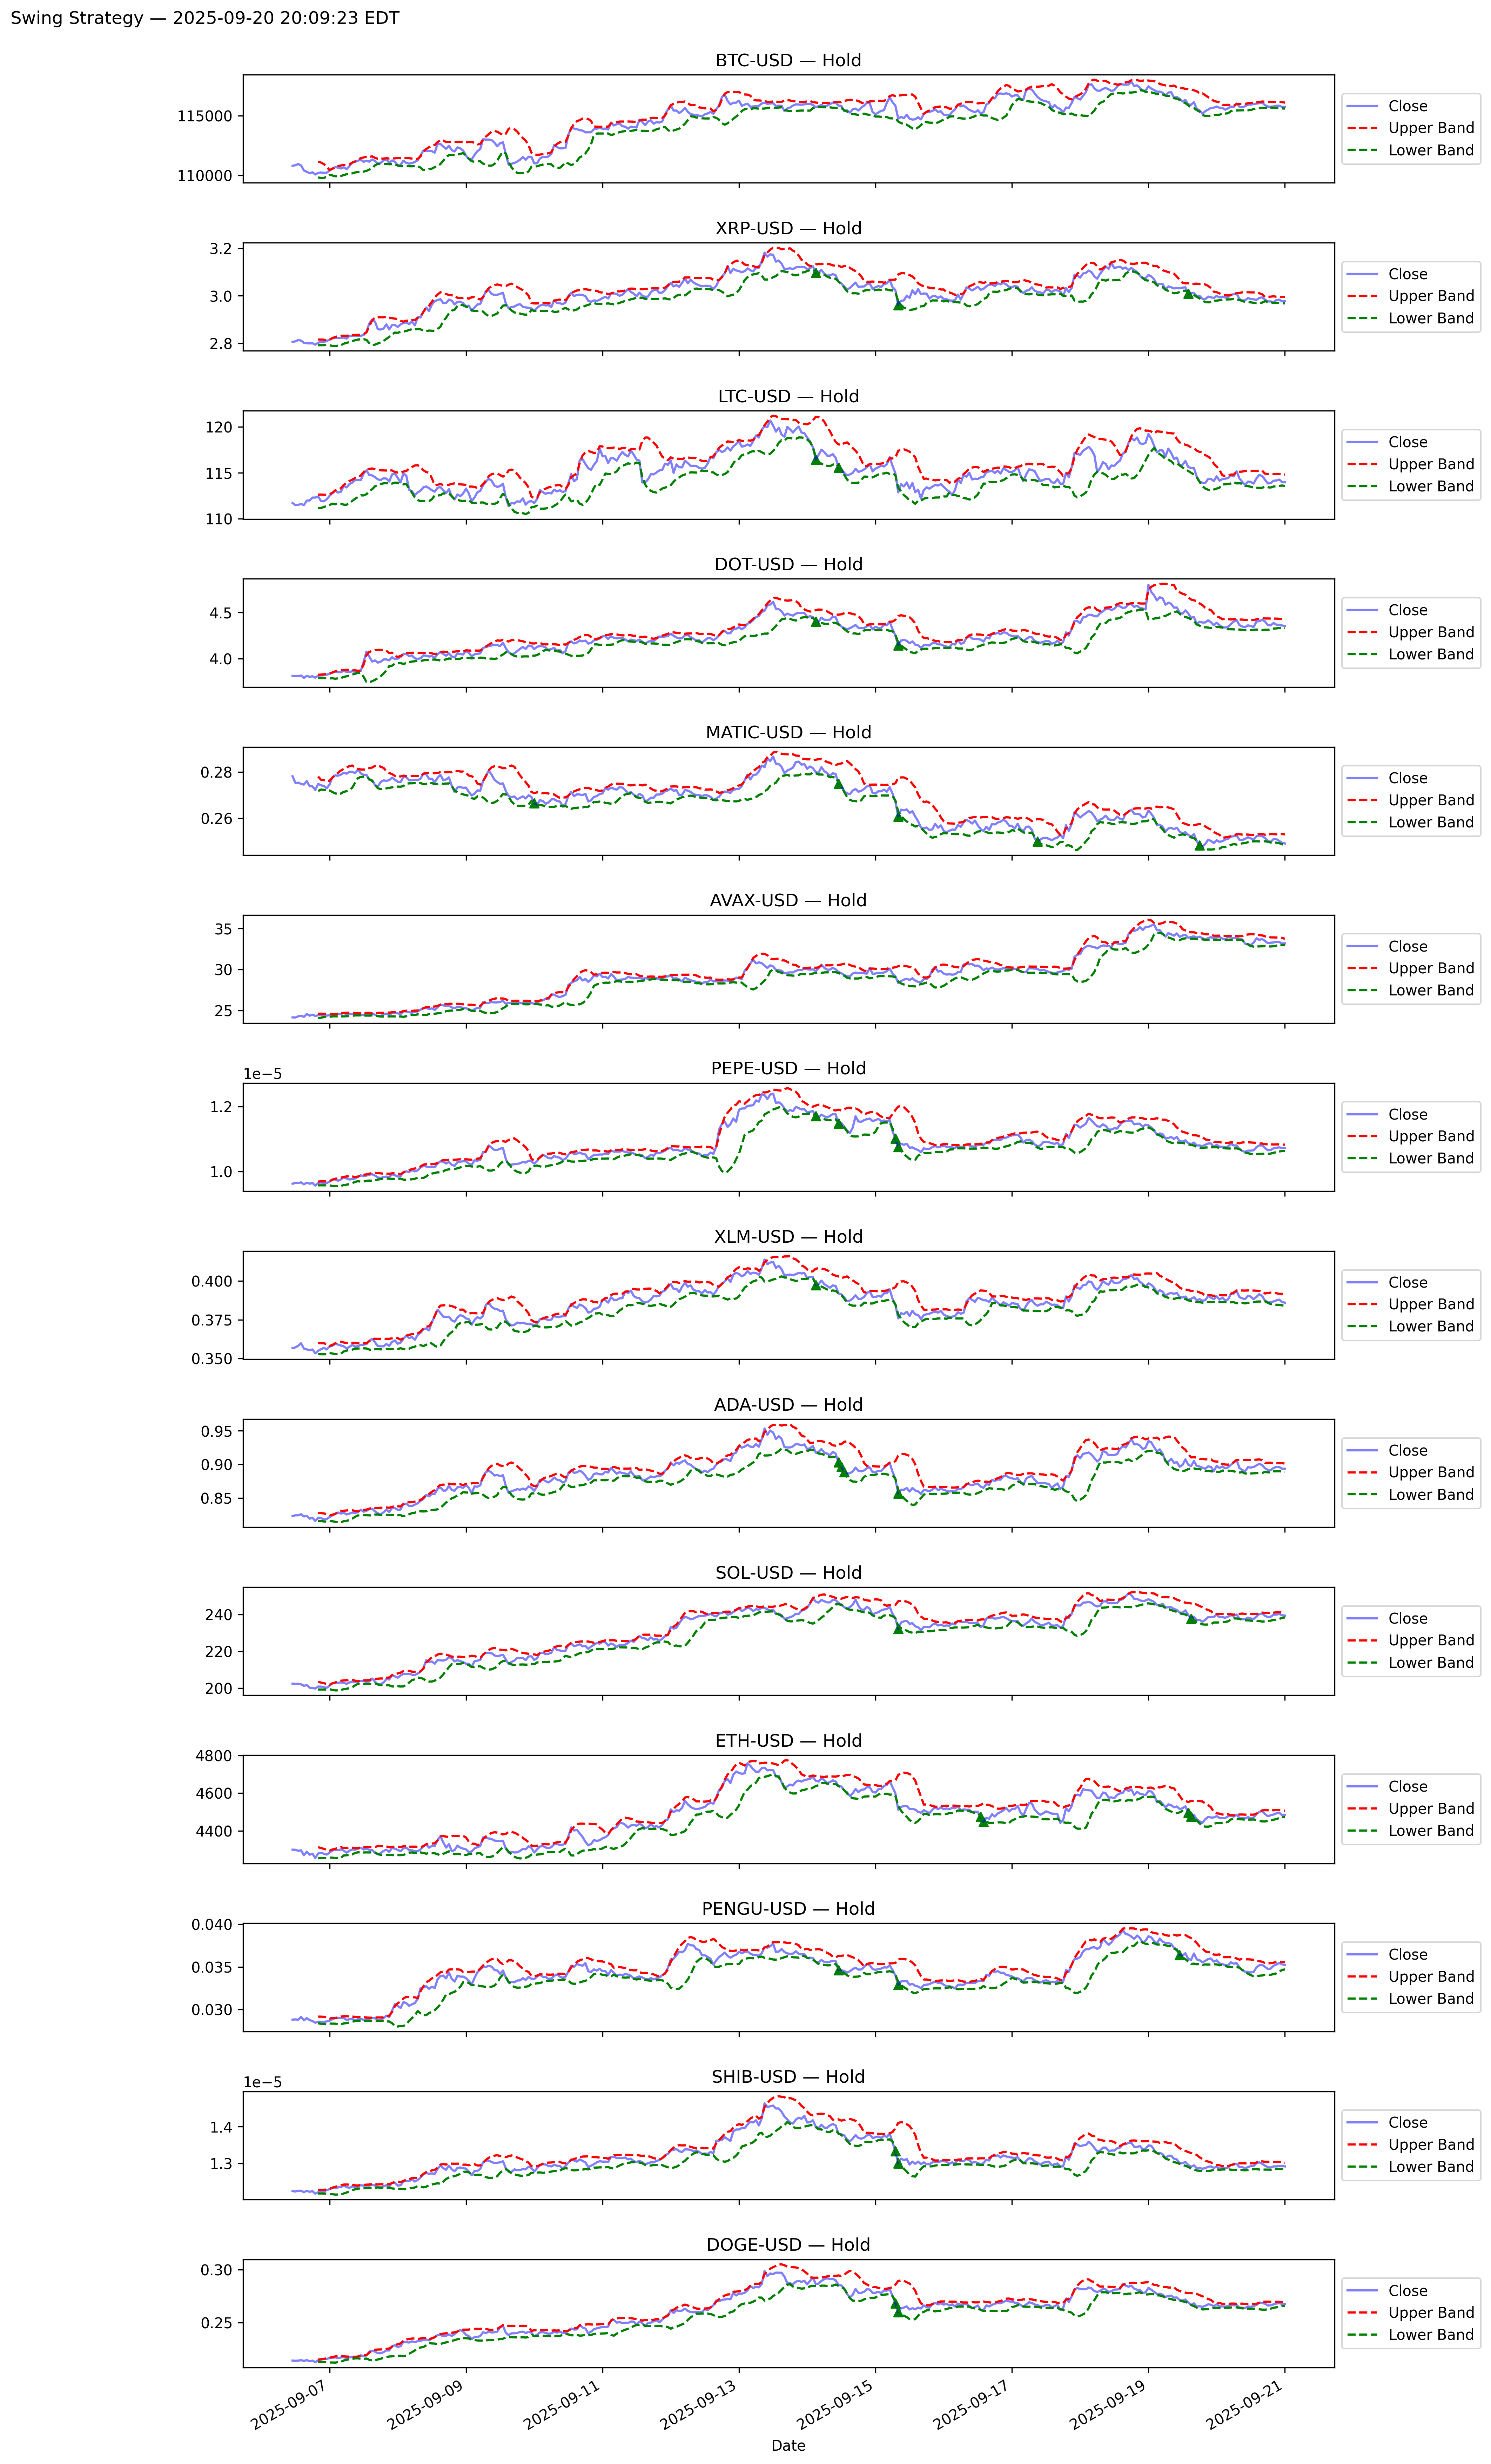 Swing Strategy — 2025-09-20 20:09:23 EDT
BTC-USD — Hold
115000
110000
Close
Upper Band
Lower Band
XRP-USD — Hold
3.2
3.0
2.8
Close
Upper Band
Lower Band
LTC-USD — Hold
120
115
110
Close
Upper Band
Lower Band
DOT-USD — Hold
4.5
4.0
Close
Upper Band
Lower Band
MATIC-USD — Hold
0.28
0.26
Close
Upper Band
Lower Band
AVAX-USD — Hold
35
30
25
Close
Upper Band
Lower Band
PEPE-USD — Hold
1e−5
1.2
1.0
Close
Upper Band
Lower Band
XLM-USD — Hold
0.400
0.375
0.350
Close
Upper Band
Lower Band
ADA-USD — Hold
0.95
0.90
0.85
Close
Upper Band
Lower Band
SOL-USD — Hold
240
220
200
Close
Upper Band
Lower Band
ETH-USD — Hold
4800
4600
4400
Close
Upper Band
Lower Band
PENGU-USD — Hold
0.040
0.035
0.030
Close
Upper Band
Lower Band
SHIB-USD — Hold
1e−5
1.4
1.3
Close
Upper Band
Lower Band
DOGE-USD — Hold
0.30
0.25
Close
Upper Band
Lower Band
2025-09-07
2025-09-09
2025-09-11
2025-09-13
2025-09-15
2025-09-17
2025-09-19
2025-09-21
Date